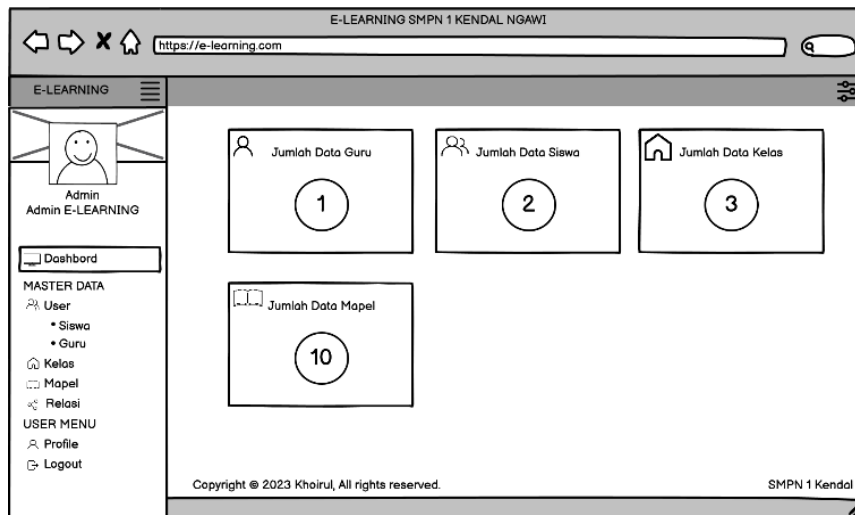 E-LEARNING SMPN 1 KENDAL NGAWI
https://e-learning.com
E-LEARNING
Admin
Admin E-LEARNING
Dashbord
MASTER DATA
User
• Siswa
• Guru
Kelas
Mapel
Relasi
USER MENU
Profile
Logout
Jumlah Data Guru
1
Jumlah Data Siswa
2
Jumlah Data Kelas
3
Jumlah Data Mapel
10
Copyright © 2023 Khoirul, All rights reserved.
SMPN 1 Kendal